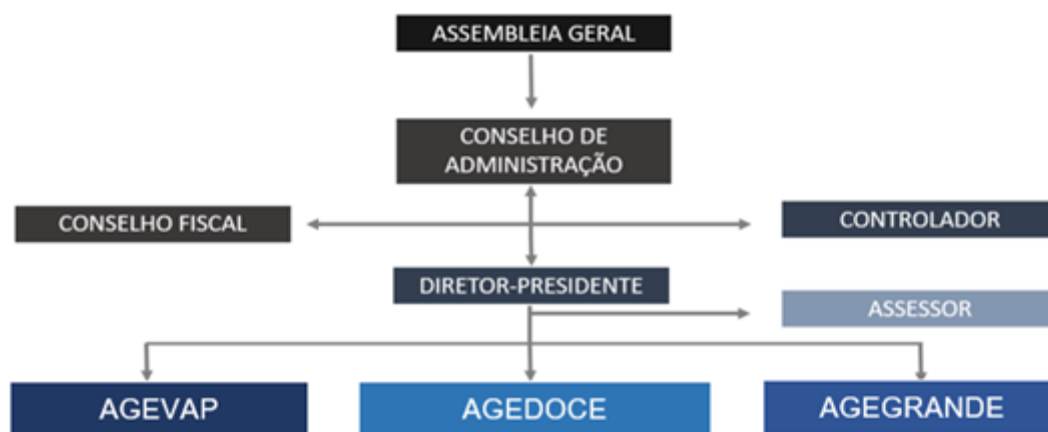 ASSEMBLEIA GERAL
CONSELHO DE
ADMINISTRAÇÃO
CONSELHO FISCAL
CONTROLADOR
DIRETOR-PRESIDENTE
ASSESSOR
AGEVAP
AGEDOCE
AGEGRANDE